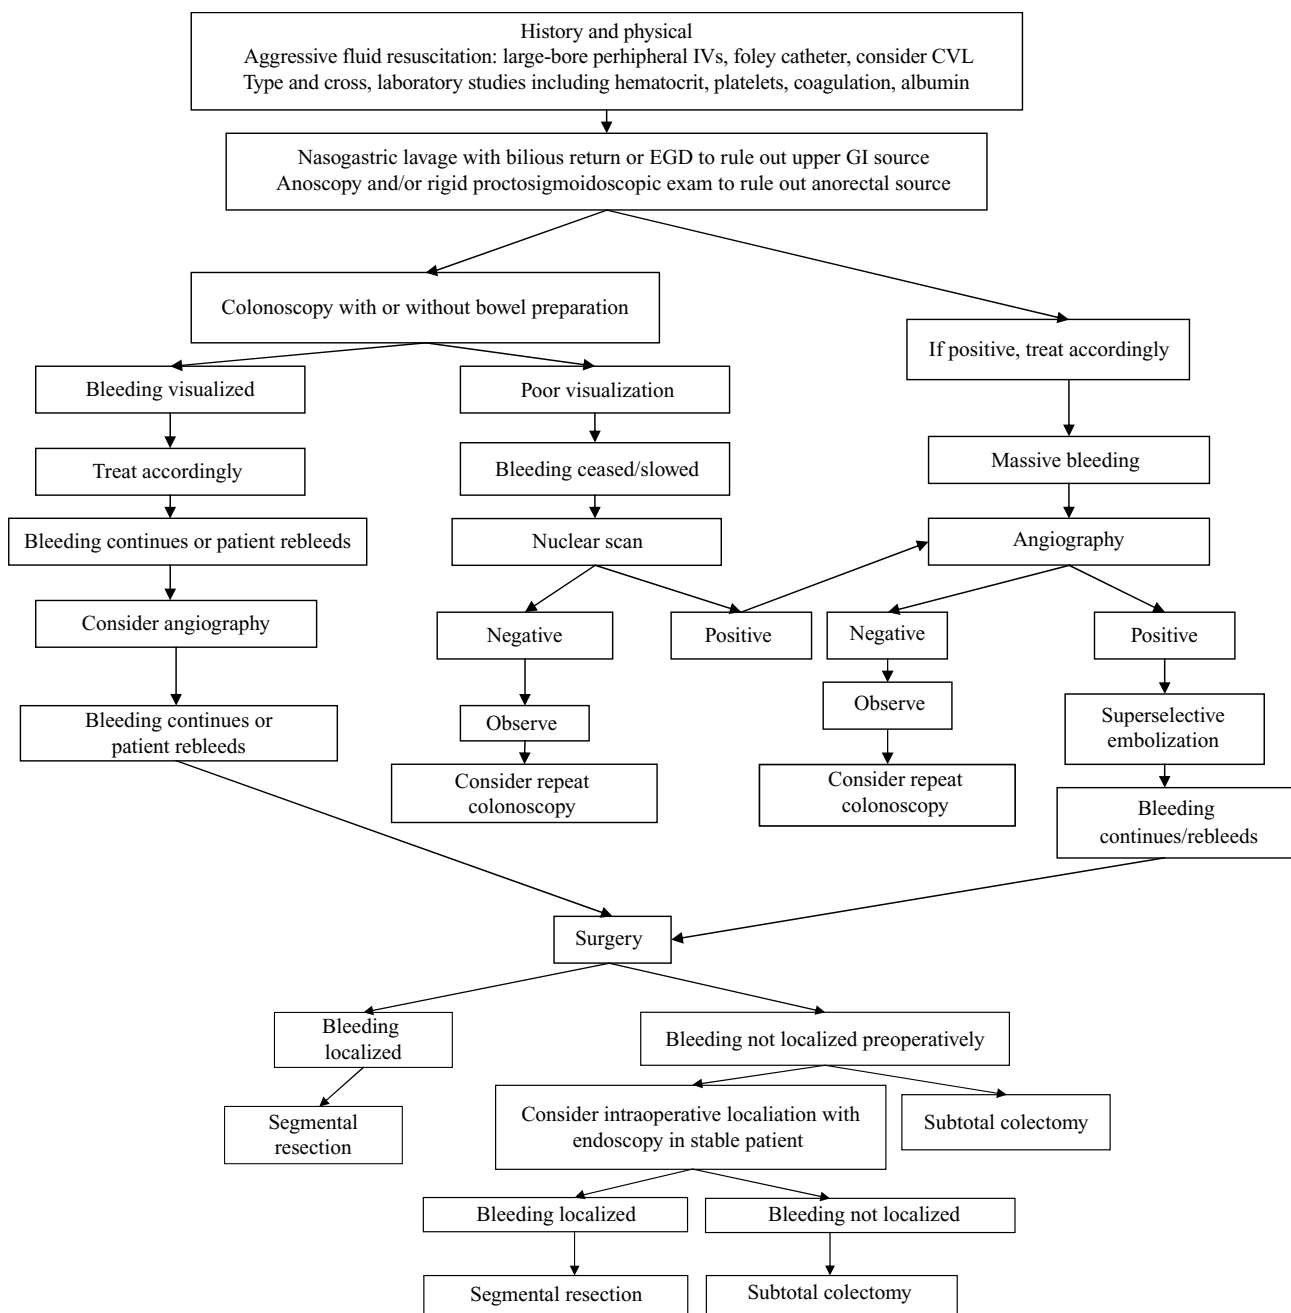 History and physical
Aggressive fluid resuscitation: large-bore perhipheral IVs, foley catheter, consider CVL
Type and cross, laboratory studies including hematocrit, platelets, coagulation, albumin
Nasogastric lavage with bilious return or EGD to rule out upper GI source
Anoscopy and/or rigid proctosigmoidoscopic exam to rule out anorectal source
Colonoscopy with or without bowel preparation
If positive, treat accordingly
Bleeding visualized
Poor visualization
Massive bleeding
Treat accordingly
Bleeding ceased/slowed
Bleeding continues or patient rebleeds
Nuclear scan
Angiography
Consider angiography
Negative
Positive
Negative
Positive
Bleeding continues or
patient rebleeds
Observe
Observe
Superselective
embolization
Consider repeat
colonoscopy
Consider repeat
colonoscopy
Bleeding
continues/rebleeds
Surgery
Bleeding
localized
Bleeding not localized preoperatively
Segmental
resection
Consider intraoperative localiation with
endoscopy in stable patient
Subtotal colectomy
Bleeding localized
Bleeding not localized
Segmental resection
Subtotal colectomy